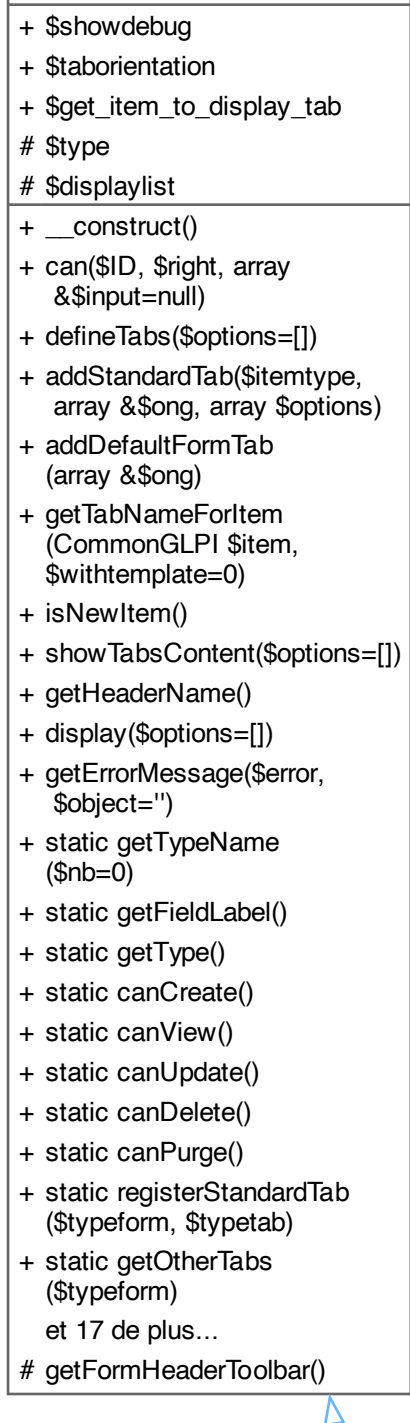 + $showdebug
+ $taborientation
+ $get_item_to_display_tab
# $type
# $displaylist
+ __construct()
+ can($ID, $right, array
&$input=null)
+ defineTabs($options=[])
+ addStandardTab($itemtype,
array &$ong, array $options)
+ addDefaultFormTab
(array &$ong)
+ getTabNameForItem
(CommonGLPI $item,
$withtemplate=0)
+ isNewItem()
+ showTabsContent($options=[])
+ getHeaderName()
+ display($options=[])
+ getErrorMessage($error,
$object='')
+ static getTypeName
($nb=0)
+ static getFieldLabel()
+ static getType()
+ static canCreate()
+ static canView()
+ static canUpdate()
+ static canDelete()
+ static canPurge()
+ static registerStandardTab
($typeform, $typetab)
+ static getOtherTabs
($typeform)
et 17 de plus...
# getFormHeaderToolbar()